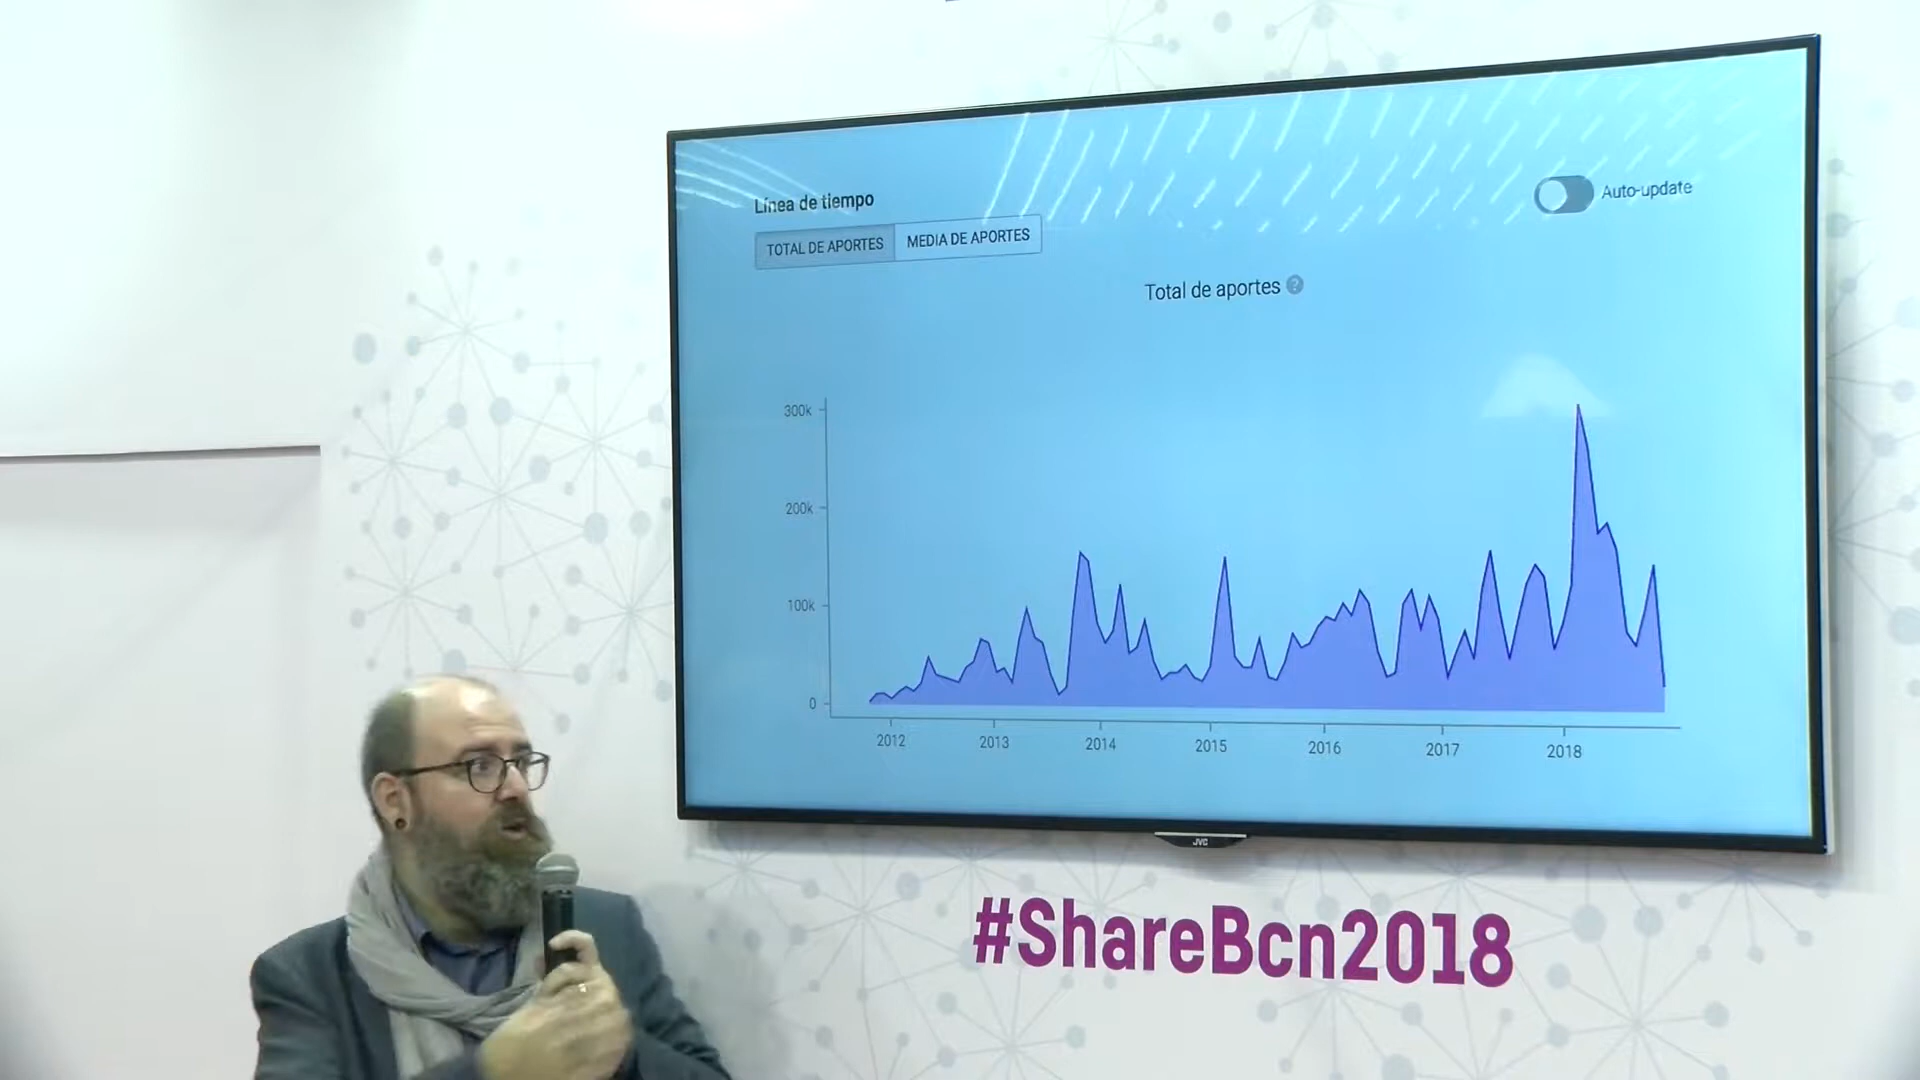 Línea de tiempo
Auto-update
TOTAL DE APORTES
MEDIA DE APORTES
Total de aportes ?
300k
200k
100k
0
2012
2013
2014
2015
2016
2017
2018
JVC
#ShareBcn2018